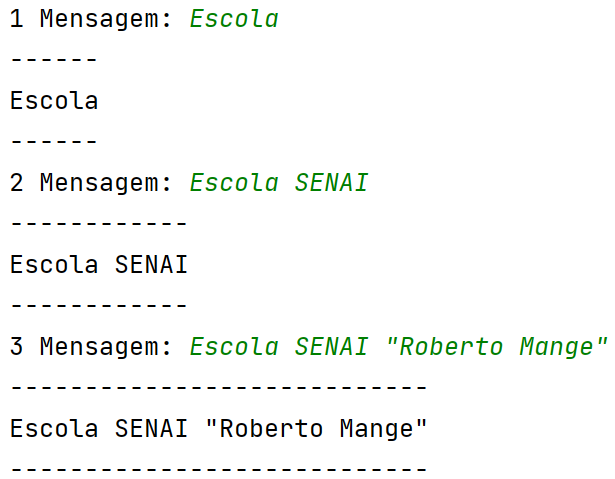 1 Mensagem: Escola
------
Escola
------
2 Mensagem: Escola SENAI
------------
Escola SENAI
------------
3 Mensagem: Escola SENAI "Roberto Mange"
----------------------------
Escola SENAI "Roberto Mange"
----------------------------